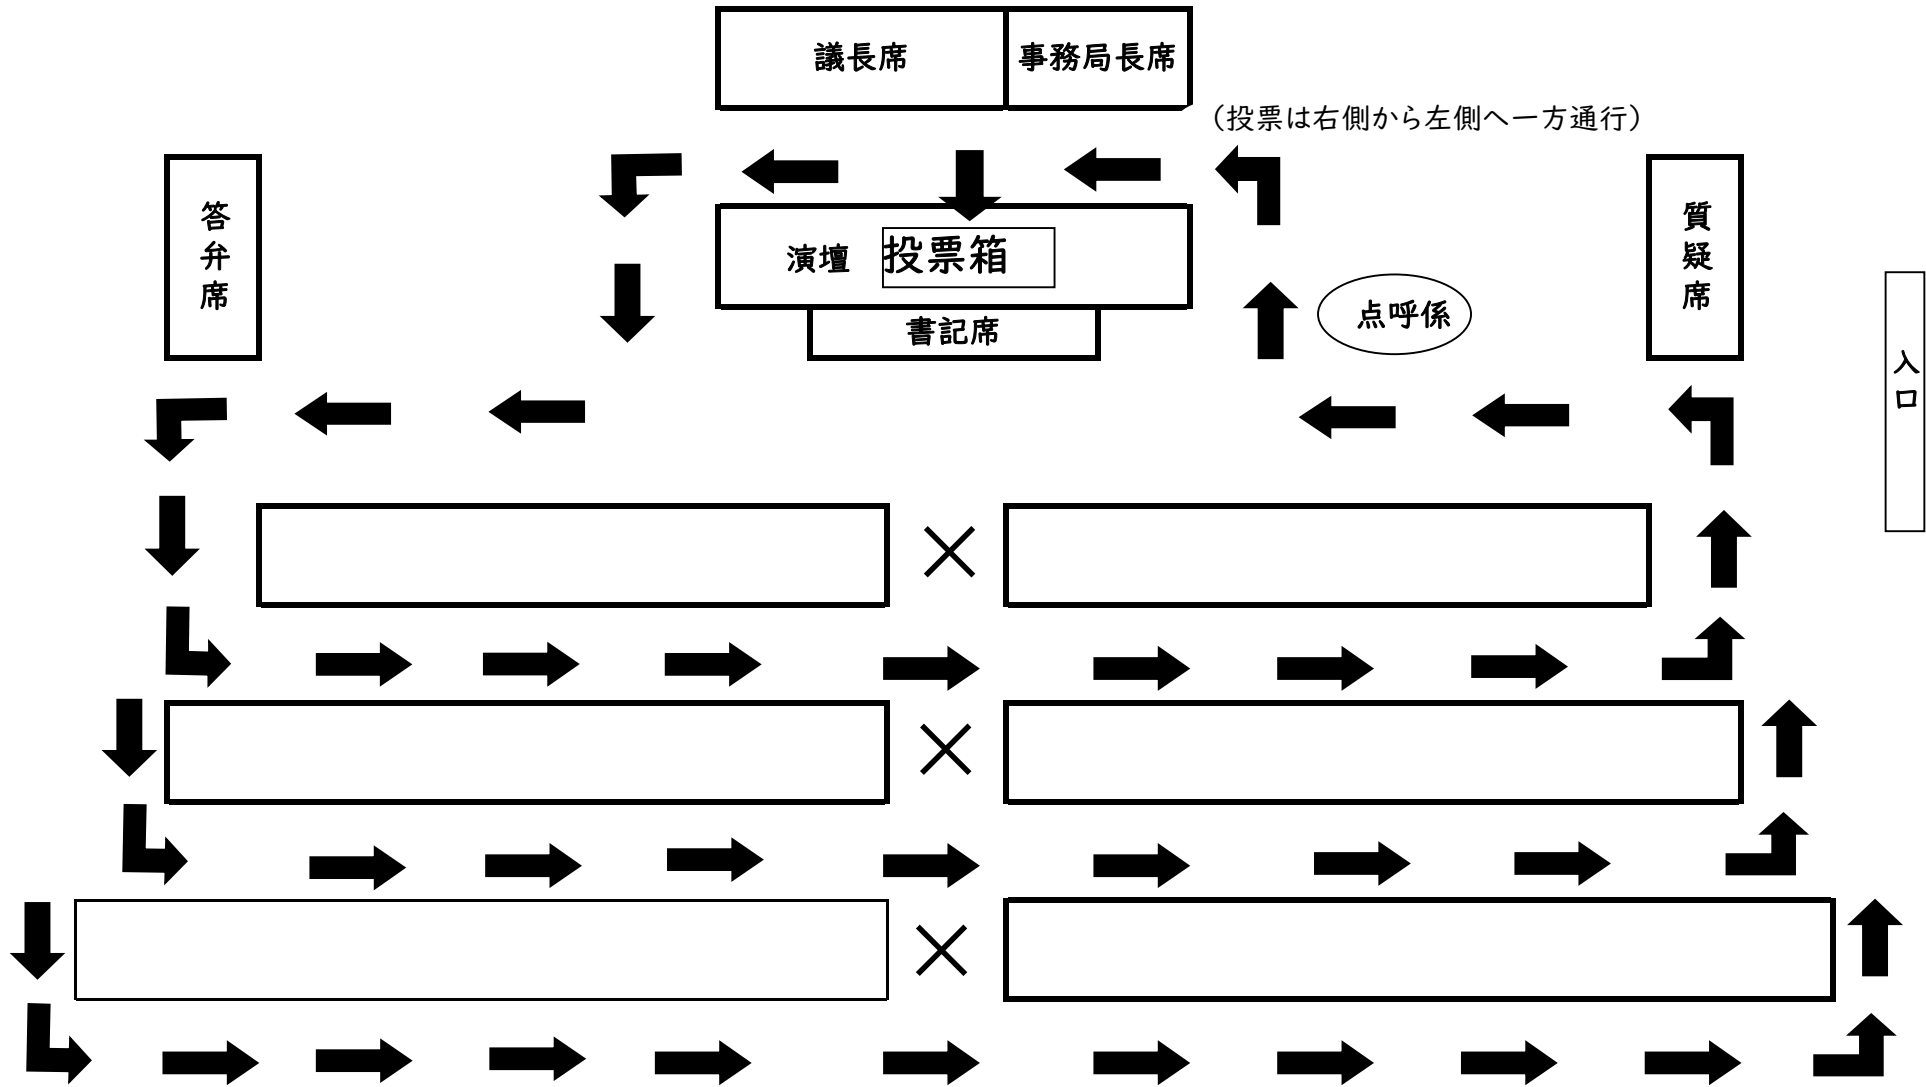 議長席
事務局長席
（投票は右側から左側へ一方通行）
答弁席
演壇
投票箱
質疑席
書記席
点呼係
入口